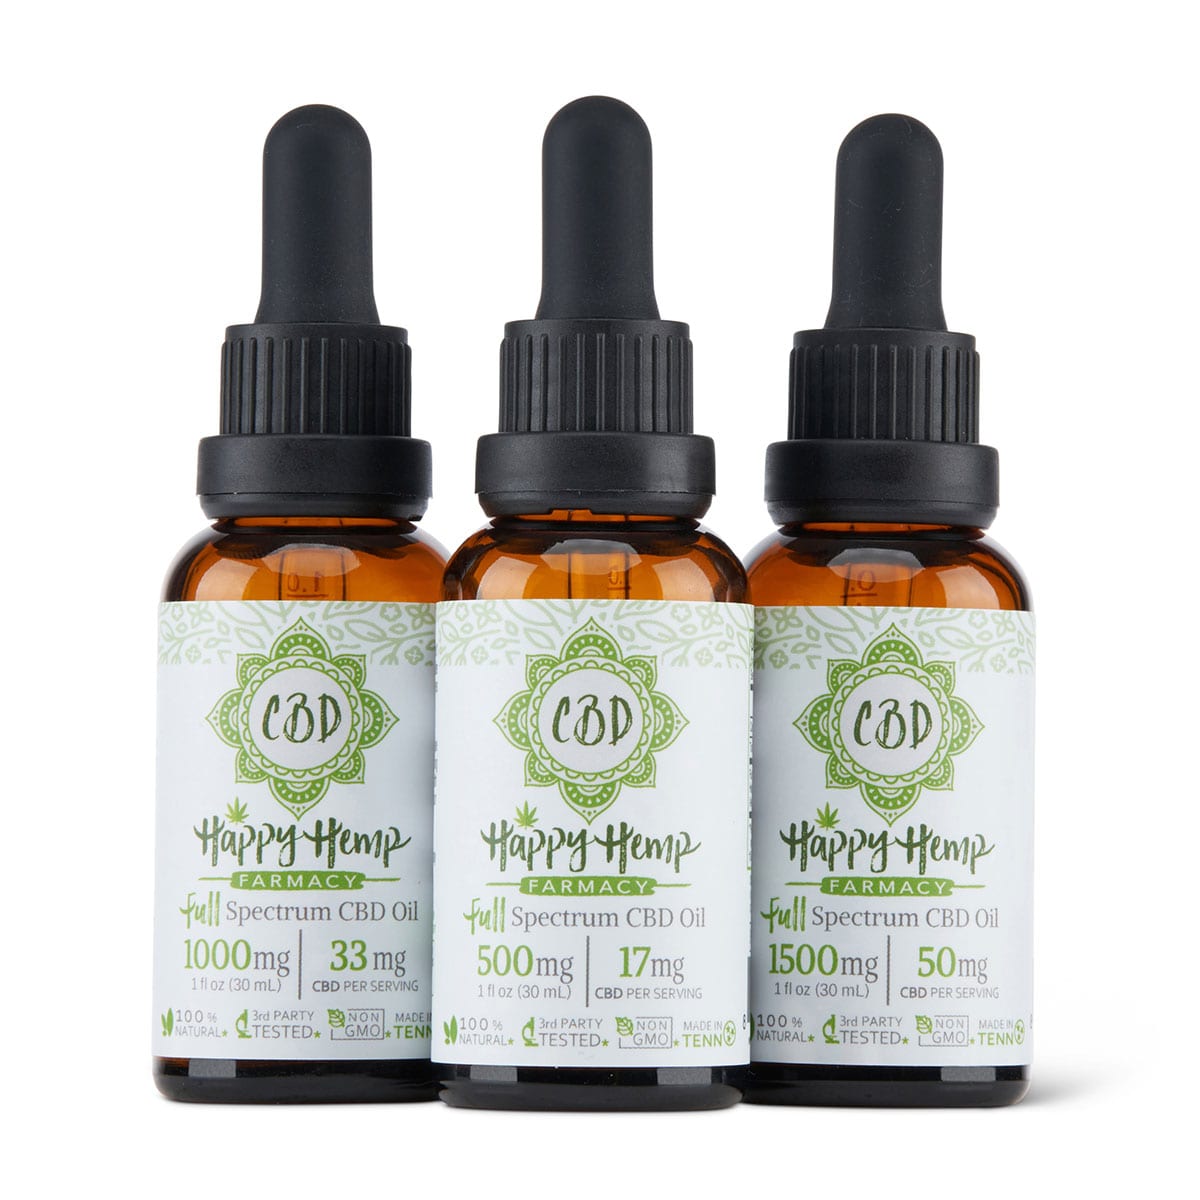 0.1
CBD
Happy Hemp
FARMACY
Full Spectrum CBD Oil
1000mg
1 fl oz (30 mL)
33mg
CBD PER SERVING
100%
NATURAL
3rd PARTY
TESTED
NON
GMO
MADE IN
TENN
CBD
Happy Hemp
FARMACY
Full Spectrum CBD Oil
500mg
1 fl oz (30 mL)
17mg
CBD PER SERVING
100%
NATURAL
3rd PARTY
TESTED
NON
GMO
MADE IN
TENN
CBD
Happy Hemp
FARMACY
Full Spectrum CBD Oil
1500mg
1 fl oz (30 mL)
50mg
CBD PER SERVING
100%
NATURAL
3rd PARTY
TESTED
NON
GMO
MADE IN
TENN